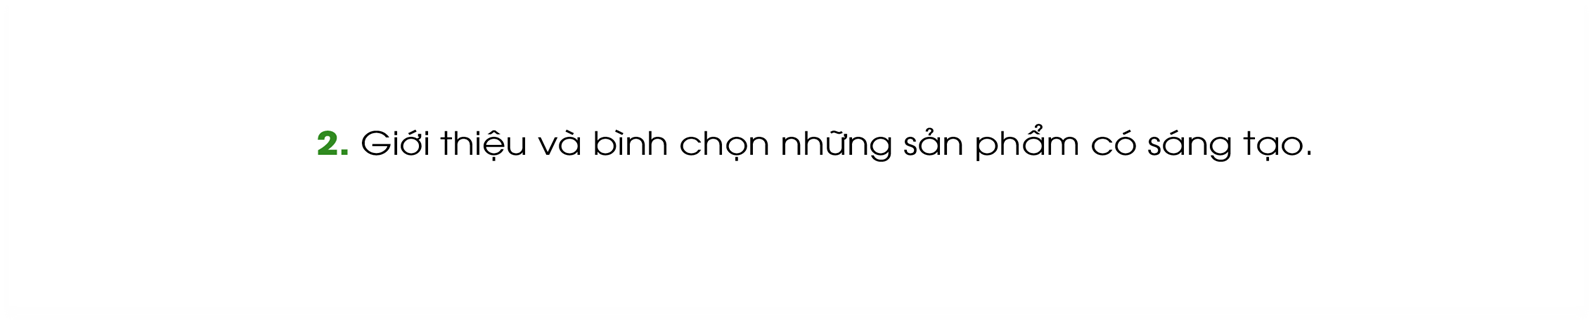 2. Giới thiệu và bình chọn những sản phẩm có sáng tạo.